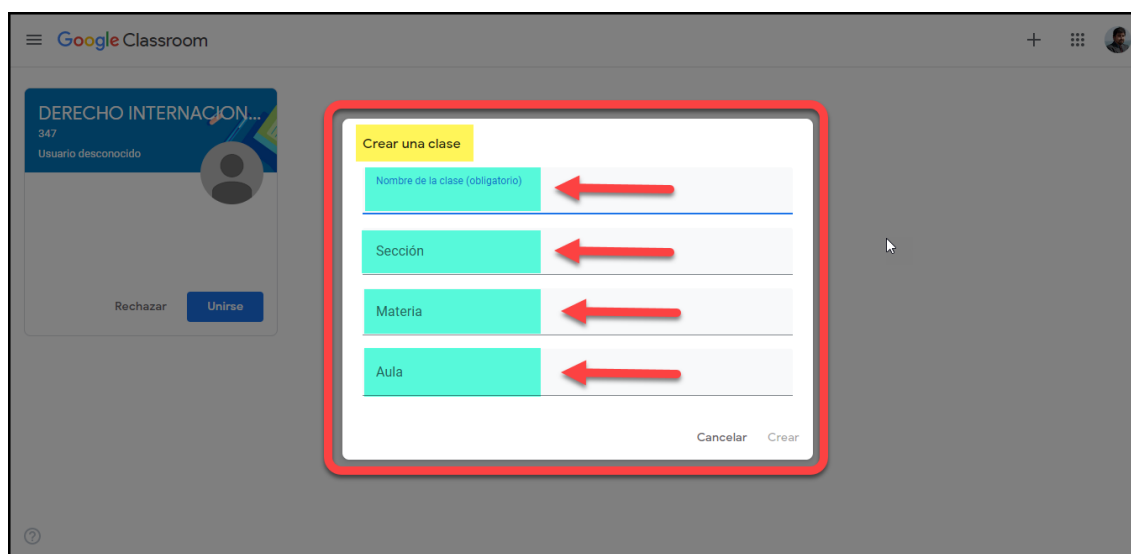 Google Classroom
DERECHO INTERNACION...
347
Usuario desconocido
Rechazar
Unirse
Crear una clase
Nombre de la clase (obligatorio)
Sección
Materia
Aula
Cancelar
Crear